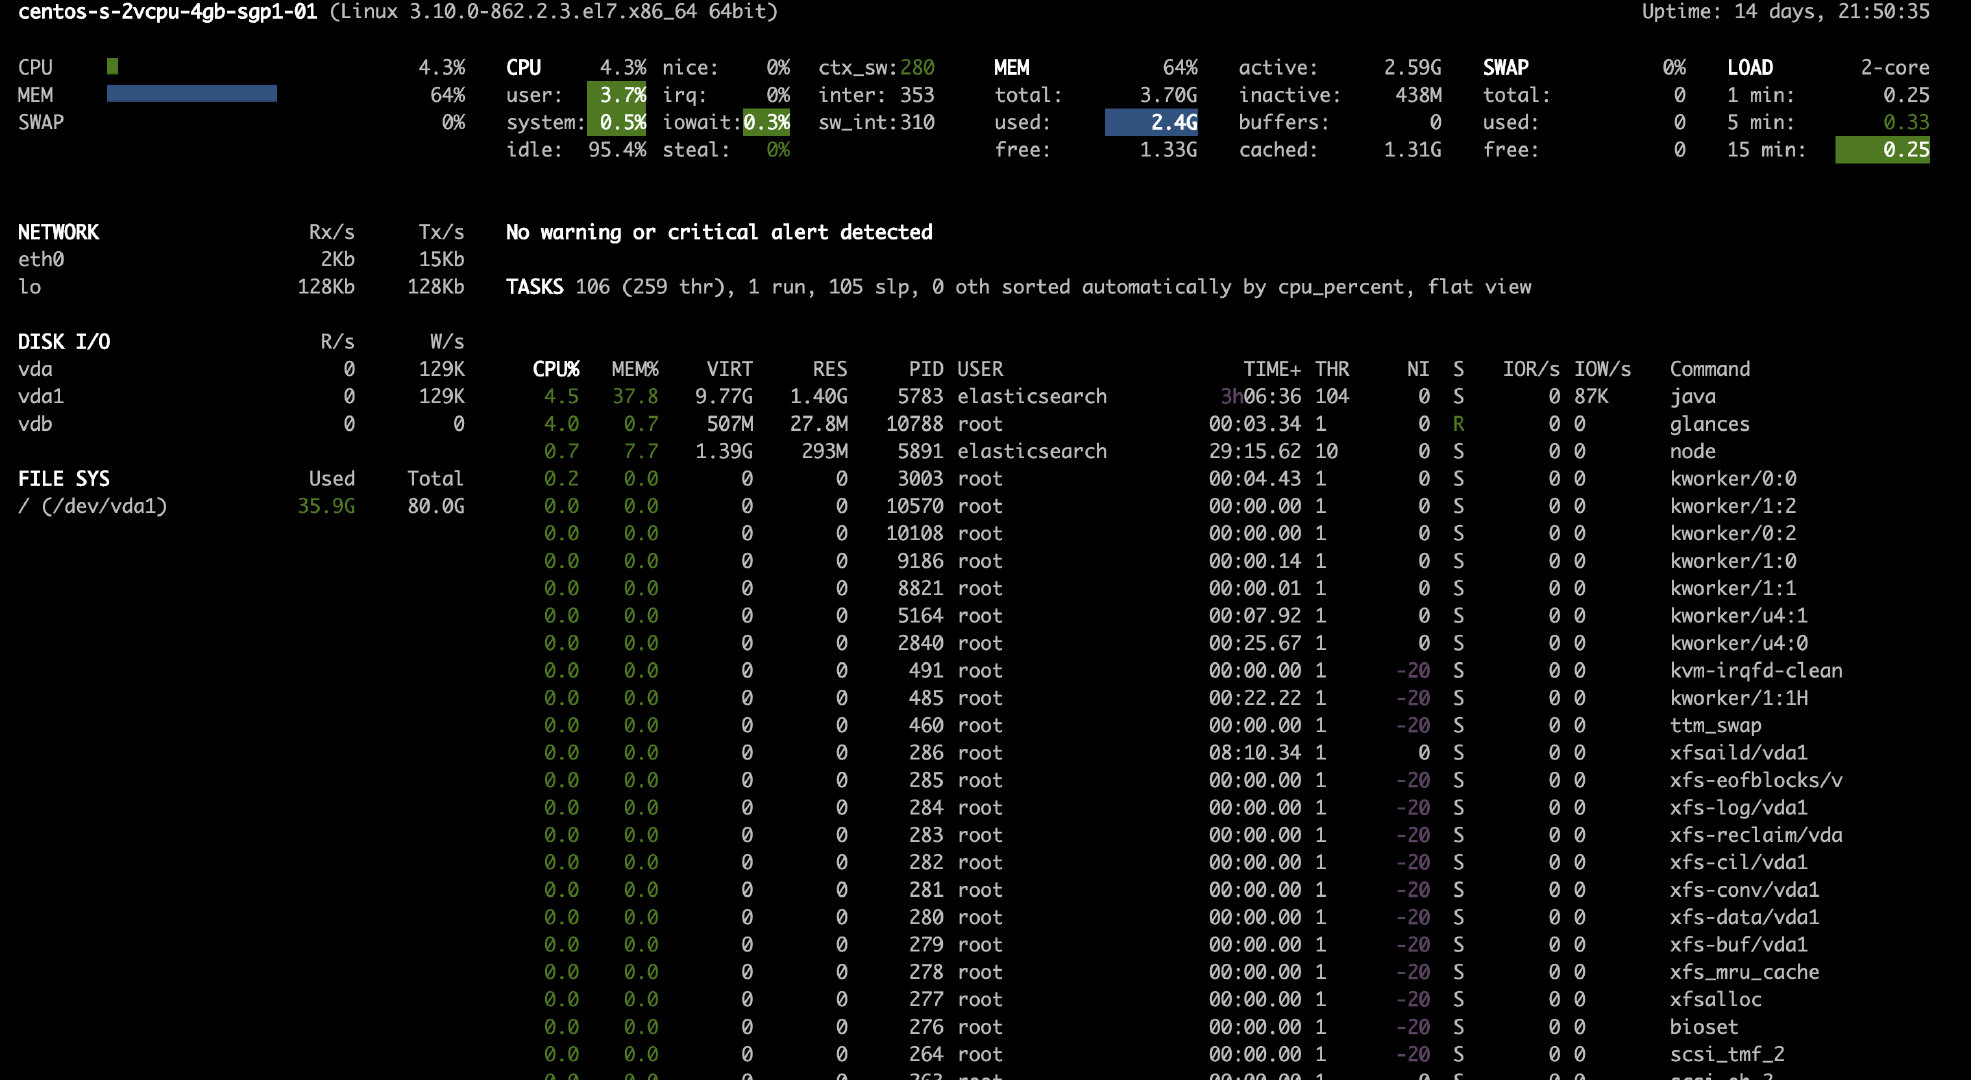 centos-s-2vcpu-4gb-sgp1-01 (Linux 3.10.0-862.2.3.el7.x86_64 64bit) Uptime: 14 days, 21:50:35
CPU 4.3% CPU 4.3% nice: 0% ctx_sw:280 MEM 64% active: 2.59G SWAP 0% LOAD 2-core
MEM 64% user: 3.7% irq: 0% inter: 353 total: 3.70G inactive: 438M total: 0 1 min: 0.25
SWAP 0% system: 0.5% iowait:0.3% sw_int:310 used: 2.4G buffers: 0 used: 0 5 min: 0.33
idle: 95.4% steal: 0% free: 1.33G cached: 1.31G free: 0 15 min: 0.25
NETWORK Rx/s Tx/s No warning or critical alert detected
eth0 2Kb 15Kb
lo 128Kb 128Kb TASKS 106 (259 thr), 1 run, 105 slp, 0 oth sorted automatically by cpu_percent, flat view
DISK I/O R/s W/s
vda 0 129K CPU% MEM% VIRT RES PID USER TIME+ THR NI S IOR/s IOW/s Command
vda1 0 129K 4.5 37.8 9.77G 1.40G 5783 elasticsearch 3h06:36 104 0 S 0 87K java
vdb 0 0 4.0 0.7 507M 27.8M 10788 root 00:03.34 1 0 R 0 0 glances
0.7 7.7 1.39G 293M 5891 elasticsearch 29:15.62 10 0 S 0 0 node
FILE SYS Used Total 0.2 0.0 0 0 3003 root 00:04.43 1 0 S 0 0 kworker/0:0
/ (/dev/vda1) 35.9G 80.0G 0.0 0.0 0 0 10570 root 00:00.00 1 0 S 0 0 kworker/1:2
0.0 0.0 0 0 10108 root 00:00.00 1 0 S 0 0 kworker/0:2
0.0 0.0 0 0 9186 root 00:00.14 1 0 S 0 0 kworker/1:0
0.0 0.0 0 0 8821 root 00:00.01 1 0 S 0 0 kworker/1:1
0.0 0.0 0 0 5164 root 00:07.92 1 0 S 0 0 kworker/u4:1
0.0 0.0 0 0 2840 root 00:25.67 1 0 S 0 0 kworker/u4:0
0.0 0.0 0 0 491 root 00:00.00 1 -20 S 0 0 kvm-irqfd-clean
0.0 0.0 0 0 485 root 00:22.22 1 -20 S 0 0 kworker/1:1H
0.0 0.0 0 0 460 root 00:00.00 1 -20 S 0 0 ttm_swap
0.0 0.0 0 0 286 root 08:10.34 1 0 S 0 0 xfsaild/vda1
0.0 0.0 0 0 285 root 00:00.00 1 -20 S 0 0 xfs-eofblocks/v
0.0 0.0 0 0 284 root 00:00.00 1 -20 S 0 0 xfs-log/vda1
0.0 0.0 0 0 283 root 00:00.00 1 -20 S 0 0 xfs-reclaim/vda
0.0 0.0 0 0 282 root 00:00.00 1 -20 S 0 0 xfs-cil/vda1
0.0 0.0 0 0 281 root 00:00.00 1 -20 S 0 0 xfs-conv/vda1
0.0 0.0 0 0 280 root 00:00.00 1 -20 S 0 0 xfs-data/vda1
0.0 0.0 0 0 279 root 00:00.00 1 -20 S 0 0 xfs-buf/vda1
0.0 0.0 0 0 278 root 00:00.00 1 -20 S 0 0 xfs_mru_cache
0.0 0.0 0 0 277 root 00:00.00 1 -20 S 0 0 xfsalloc
0.0 0.0 0 0 276 root 00:00.00 1 -20 S 0 0 bioset
0.0 0.0 0 0 264 root 00:00.00 1 -20 S 0 0 scsi_tmf_2